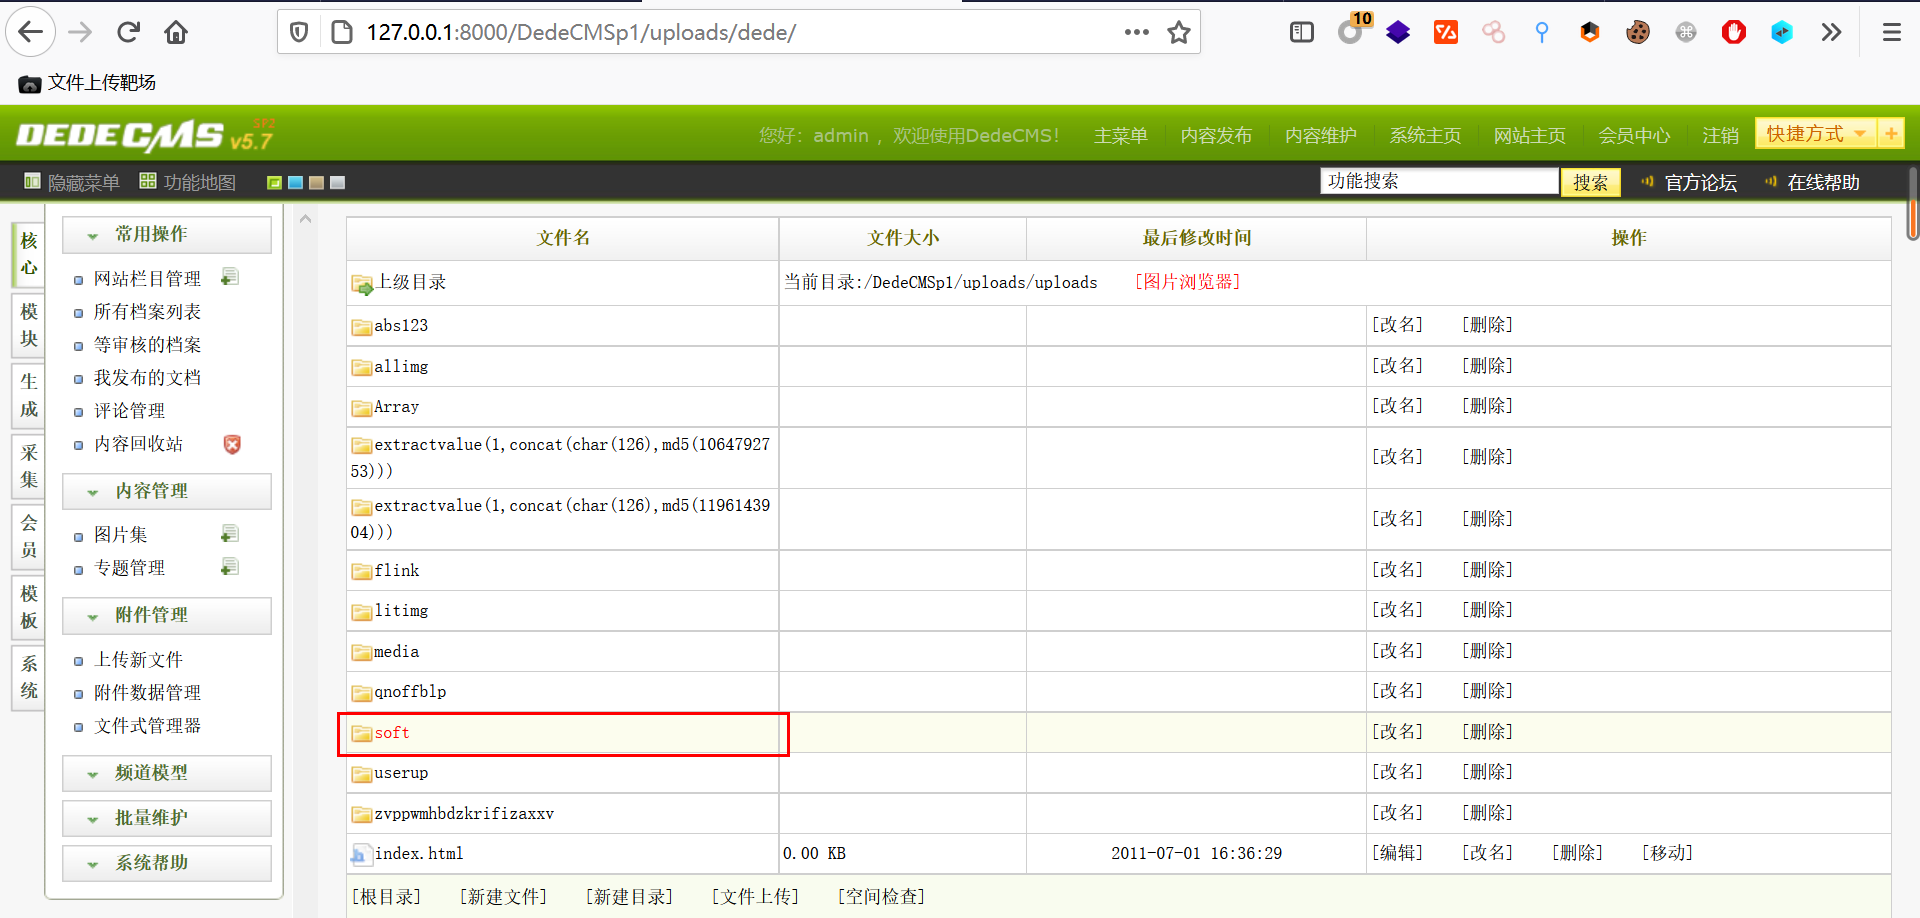 127.0.0.1:8000/DedeCMSp1/uploads/dede/
10
文件上传靶场
DEDECMS v5.7 SP2
您好: admin ，欢迎使用DedeCMS! 主菜单 内容发布 内容维护 系统主页 网站主页 会员中心 注销 快捷方式 +
隐藏菜单 功能地图 功能搜索 搜索 官方论坛 在线帮助
核心
模块
生成
采集
会员
模板
系统
常用操作
网站栏目管理
所有档案列表
等审核的档案
我发布的文档
评论管理
内容回收站
内容管理
图片集
专题管理
附件管理
上传新文件
附件数据管理
文件式管理器
频道模型
批量维护
系统帮助
文件名 文件大小 最后修改时间 操作
上级目录 当前目录:/DedeCMSp1/uploads/uploads [图片浏览器]
abs123 [改名] [删除]
allimg [改名] [删除]
Array [改名] [删除]
extractvalue(1,concat(char(126),md5(10647927
53))) [改名] [删除]
extractvalue(1,concat(char(126),md5(11961439
04))) [改名] [删除]
flink [改名] [删除]
litimg [改名] [删除]
media [改名] [删除]
qnoffblp [改名] [删除]
soft [改名] [删除]
userup [改名] [删除]
zvppwmhbdzkrifizaxxv [改名] [删除]
index.html 0.00 KB 2011-07-01 16:36:29 [编辑] [改名] [删除] [移动]
[根目录] [新建文件] [新建目录] [文件上传] [空间检查]